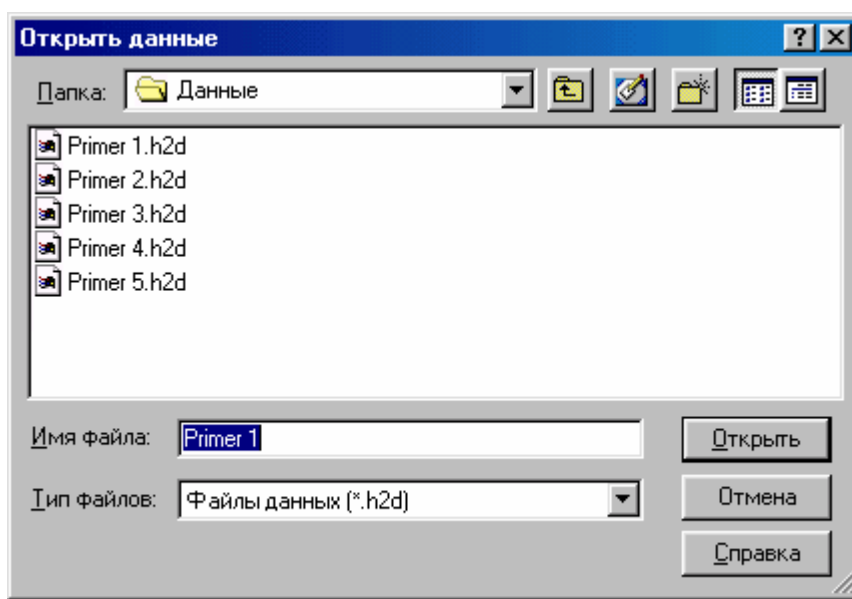 Открыть данные
Папка: Данные
Primer 1.h2d
Primer 2.h2d
Primer 3.h2d
Primer 4.h2d
Primer 5.h2d
Имя файла: Primer 1 Открыть
Тип файлов: Файлы данных (*.h2d) Отмена
Справка